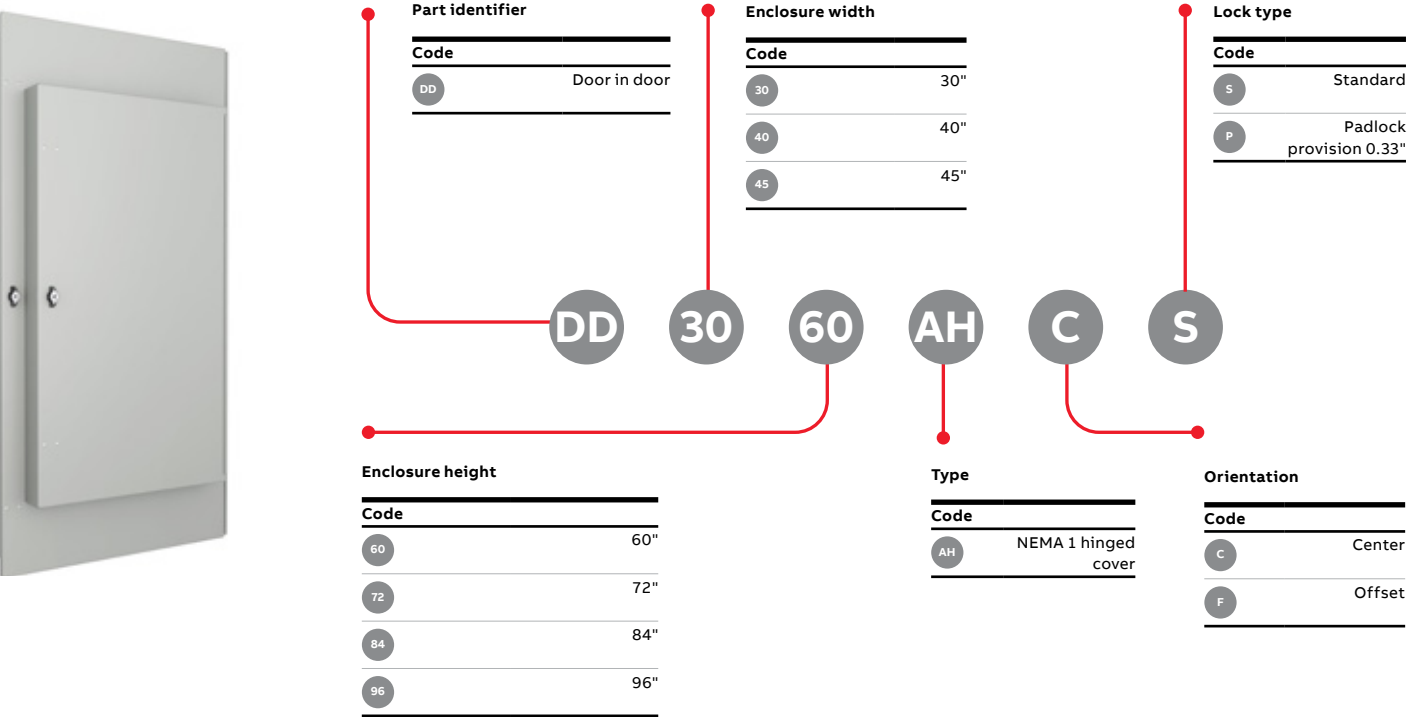 Part identifier
Code
DD Door in door
Enclosure width
Code
30 30"
40 40"
45 45"
Lock type
Code
S Standard
P Padlock
provision 0.33"
DD 30 60 AH C S
Enclosure height
Code
60 60"
72 72"
84 84"
96 96"
Type
Code
AH NEMA 1 hinged
cover
Orientation
Code
C Center
F Offset